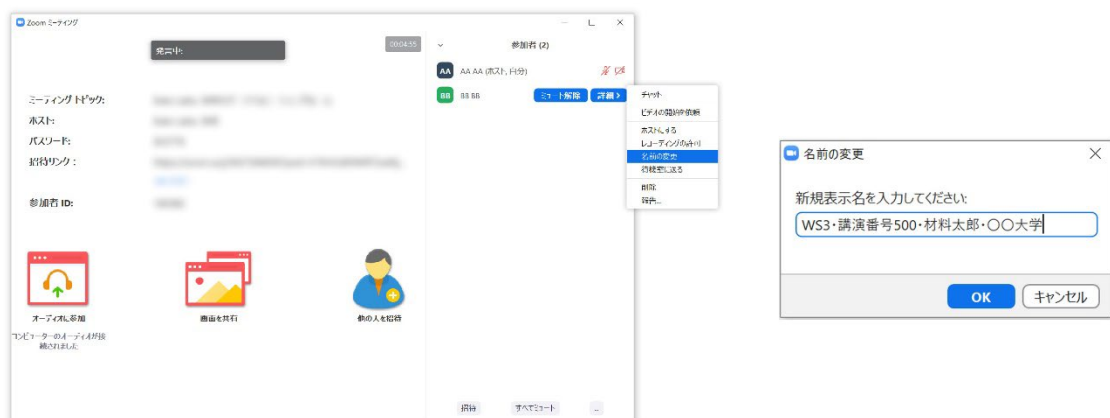 Zoom ミーティング
発言中:
00:04:55
参加者 (2)
AA AA AA (ホスト, 自分)
BB BB BB ミュート解除 詳細 >
ミーティング トピック:
ホスト:
パスワード:
招待リンク:
参加者 ID:
オーディオに参加
コンピューターのオーディオが接
続されました
画面を共有
他の人を招待
チャット
ビデオの開始を依頼
ホストにする
レコーディングの許可
名前の変更
待機室に送る
削除
報告...
招待 すべてミュート ...
名前の変更
新規表示名を入力してください:
WS3・講演番号500・材料太郎・〇〇大学
OK キャンセル